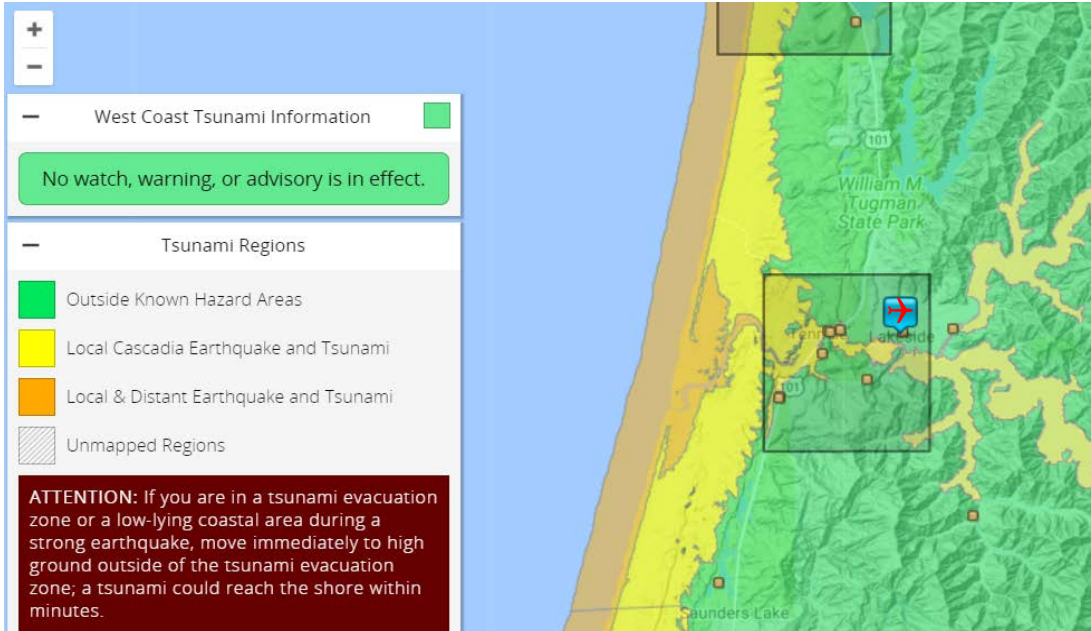 +
−
West Coast Tsunami Information
No watch, warning, or advisory is in effect.
Tsunami Regions
Outside Known Hazard Areas
Local Cascadia Earthquake and Tsunami
Local & Distant Earthquake and Tsunami
Unmapped Regions
ATTENTION: If you are in a tsunami evacuation
zone or a low-lying coastal area during a
strong earthquake, move immediately to high
ground outside of the tsunami evacuation
zone; a tsunami could reach the shore within
minutes.
101
William M.
Tugman
State Park
Lakeside
101
Saunders Lake